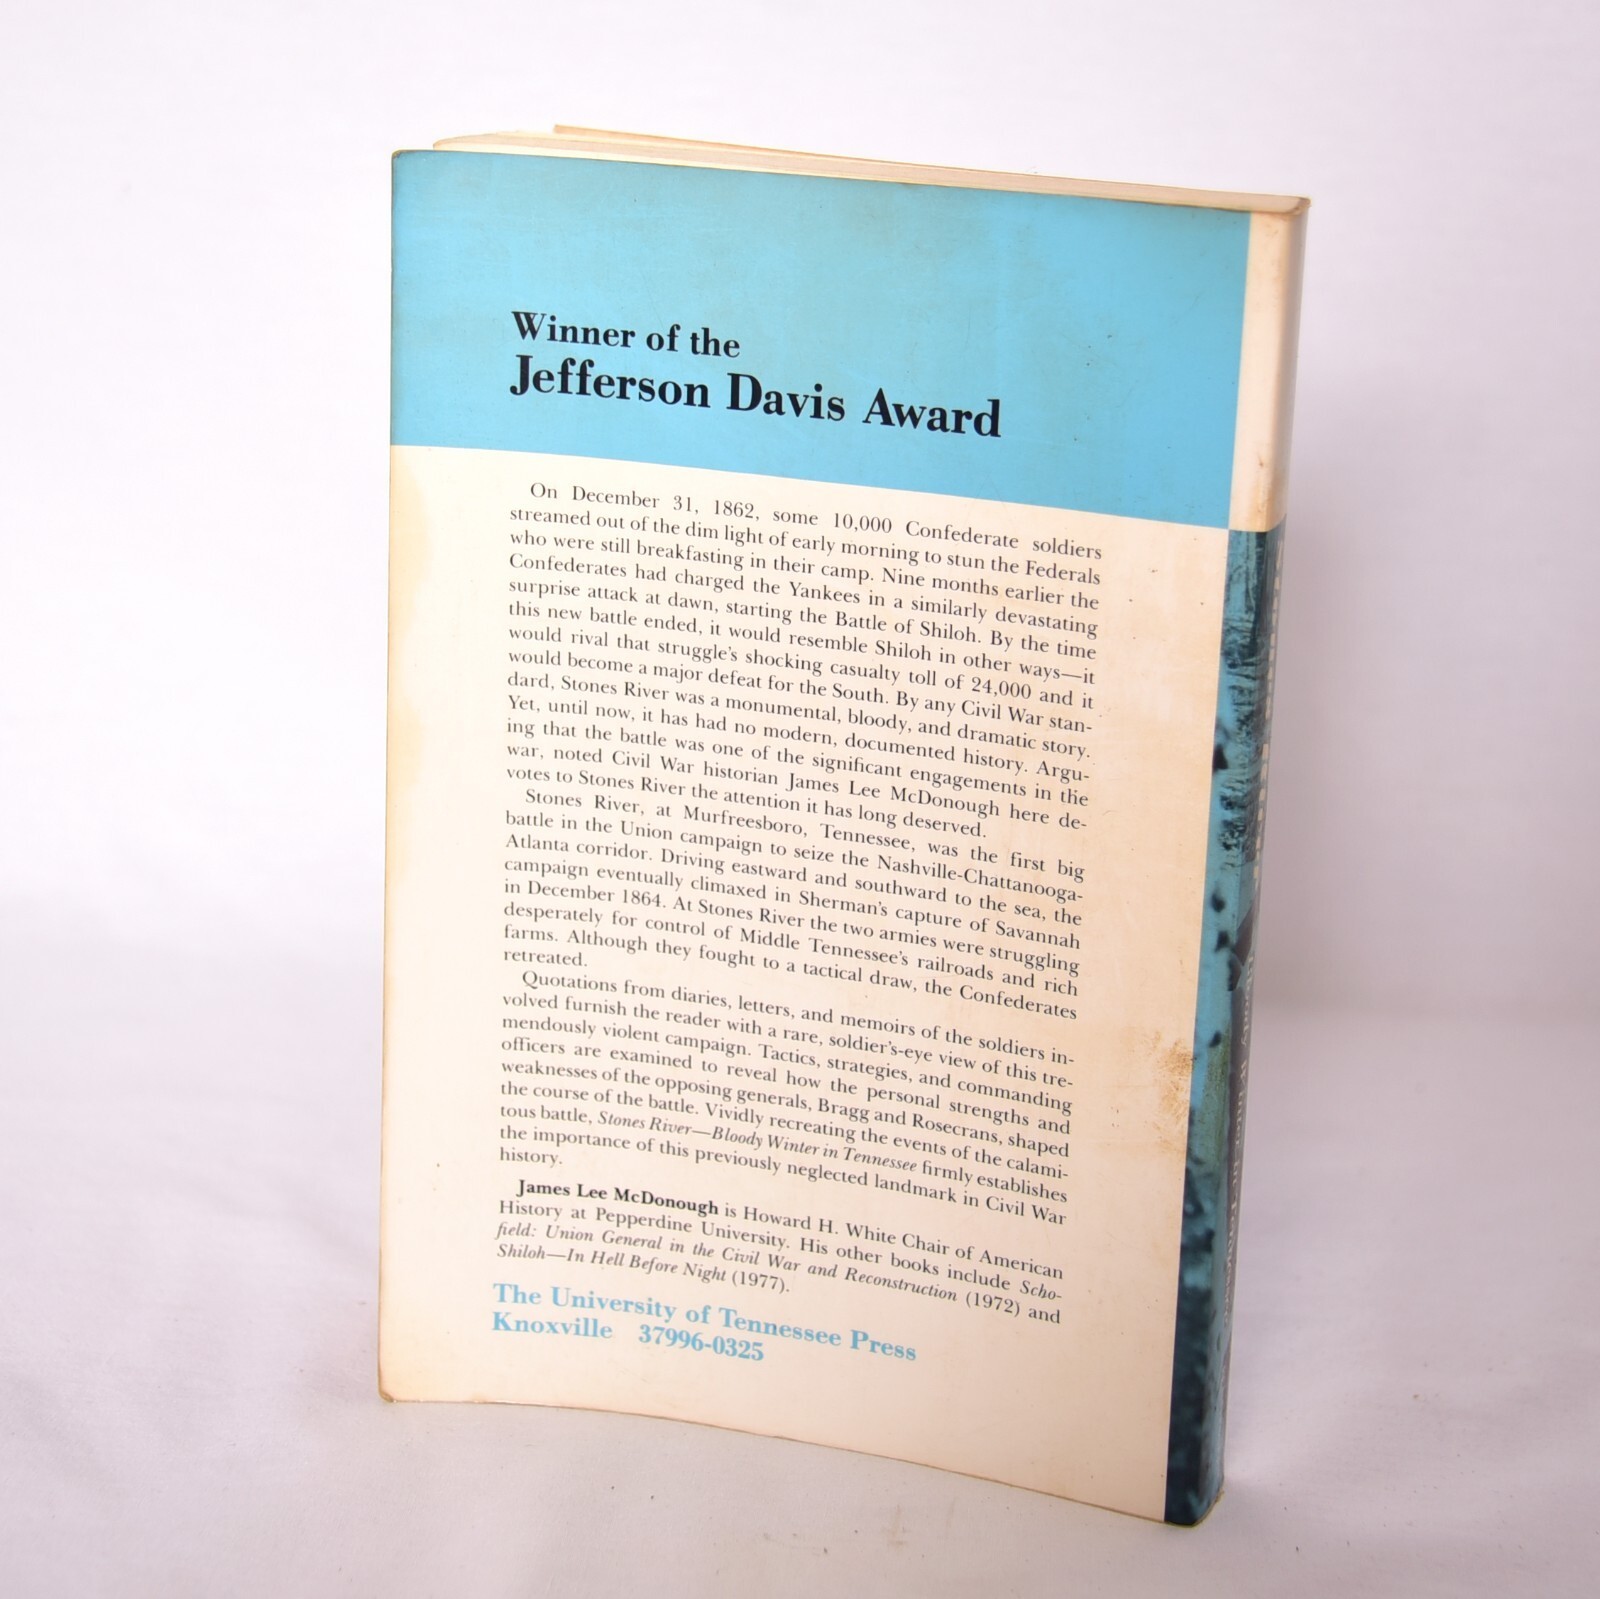 Winner of the
Jefferson Davis Award
On December 31, 1862, some 10,000 Confederate soldiers
streamed out of the dim light of early morning to stun the Federals
who were still breakfasting in their camp. Nine months earlier the
Confederates had charged the Yankees in a similarly devastating
surprise attack at dawn, starting the Battle of Shiloh. By the time
this new battle ended, it would resemble Shiloh in other ways—it
would rival that struggle's shocking casualty toll of 24,000 and it
would become a major defeat for the South. By any Civil War stan-
dard, Stones River was a monumental, bloody, and dramatic story.
Yet, until now, it has had no modern, documented history. Argu-
ing that the battle was one of the significant engagements in the
war, noted Civil War historian James Lee McDonough here de-
votes to Stones River the attention it has long deserved.
Stones River, at Murfreesboro, Tennessee, was the first big
battle in the Union campaign to seize the Nashville-Chattanooga-
Atlanta corridor. Driving eastward and southward to the sea, the
campaign eventually climaxed in Sherman's capture of Savannah
in December 1864. At Stones River the two armies were struggling
desperately for control of Middle Tennessee's railroads and rich
farms. Although they fought to a tactical draw, the Confederates
retreated.
Quotations from diaries, letters, and memoirs of the soldiers in-
volved furnish the reader with a rare, soldier's-eye view of this tre-
mendously violent campaign. Tactics, strategies, and commanding
officers are examined to reveal how the personal strengths and
weaknesses of the opposing generals, Bragg and Rosecrans, shaped
the course of the battle. Vividly recreating the events of the calami-
tous battle, Stones River—Bloody Winter in Tennessee firmly establishes
the importance of this previously neglected landmark in Civil War
history.
James Lee McDonough is Howard H. White Chair of American
History at Pepperdine University. His other books include Scho-
field: Union General in the Civil War and Reconstruction (1972) and
Shiloh—In Hell Before Night (1977).
The University of Tennessee Press
Knoxville 37996-0325